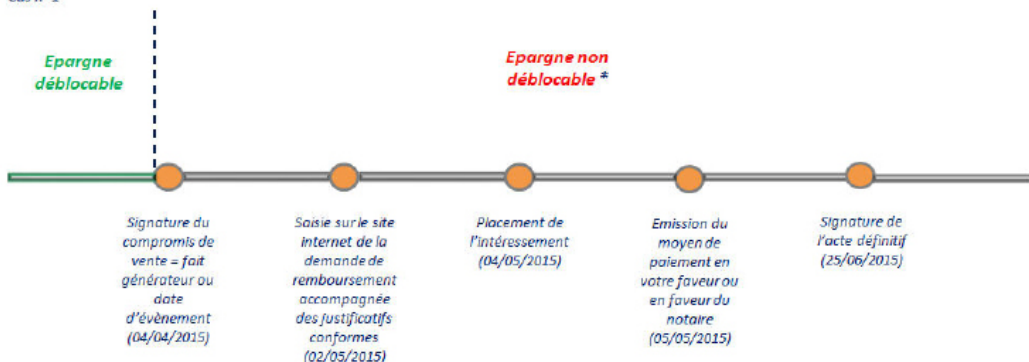 Epargne
déblocable
Epargne non
déblocable *
Signature du
compromis de
vente = fait
générateur ou
date
d'évènement
(04/04/2015)
Saisie sur le site
internet de la
demande de
remboursement
accompagnée
des justificatifs
conformes
(02/05/2015)
Placement de
l'intéressement
(04/05/2015)
Emission du
moyen de
paiement en
votre faveur ou
en faveur du
notaire
(05/05/2015)
Signature de
l'acte définitif
(25/06/2015)